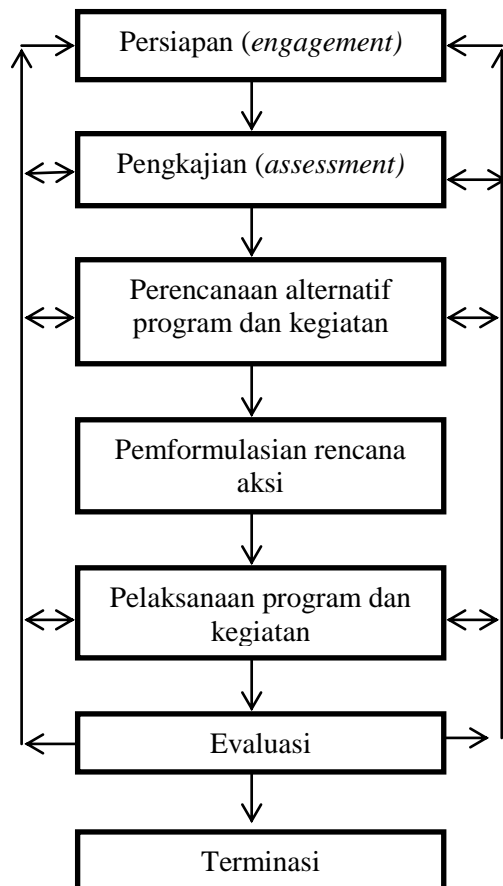 Persiapan (engagement)
Pengkajian (assessment)
Perencanaan alternatif
program dan kegiatan
Pemformulasian rencana
aksi
Pelaksanaan program dan
kegiatan
Evaluasi
Terminasi